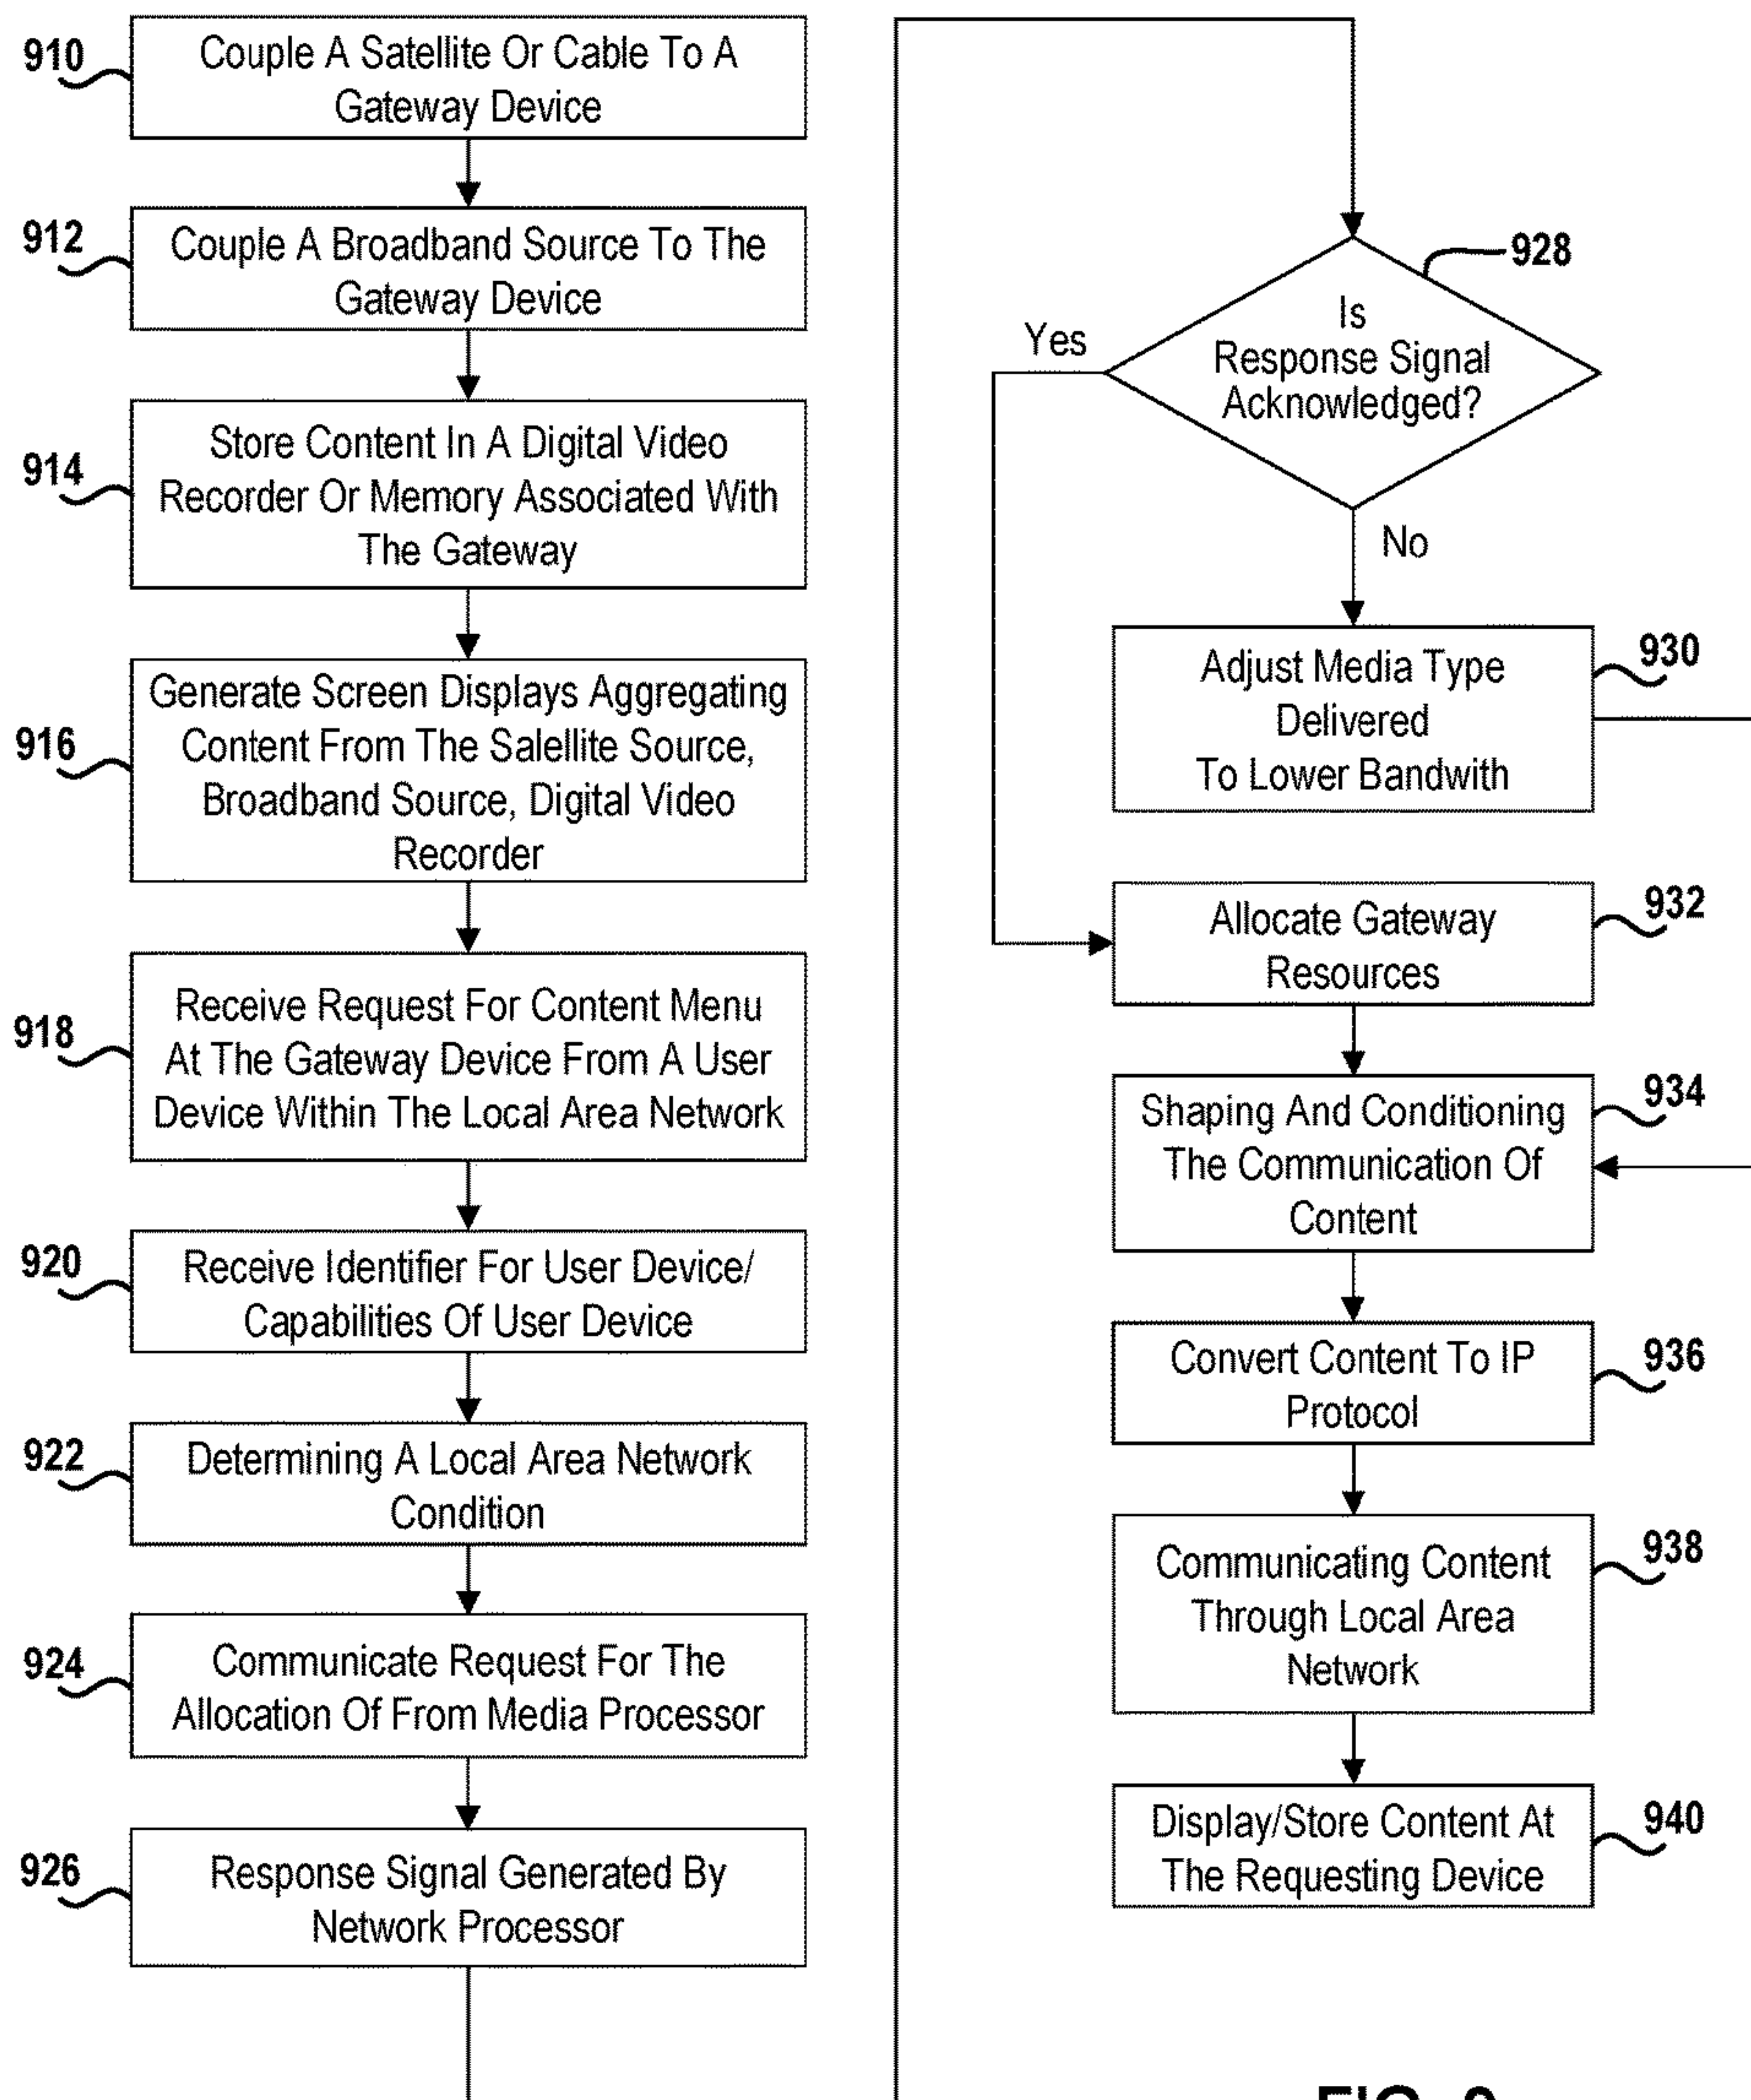 910
Couple A Satellite Or Cable To A
Gateway Device
912
Couple A Broadband Source To The
Gateway Device
914
Store Content In A Digital Video
Recorder Or Memory Associated With
The Gateway
916
Generate Screen Displays Aggregating
Content From The Salellite Source,
Broadband Source, Digital Video
Recorder
918
Receive Request For Content Menu
At The Gateway Device From A User
Device Within The Local Area Network
920
Receive Identifier For User Device/
Capabilities Of User Device
922
Determining A Local Area Network
Condition
924
Communicate Request For The
Allocation Of From Media Processor
926
Response Signal Generated By
Network Processor
928
Is
Response Signal
Acknowledged?
Yes
No
930
Adjust Media Type
Delivered
To Lower Bandwith
932
Allocate Gateway
Resources
934
Shaping And Conditioning
The Communication Of
Content
936
Convert Content To IP
Protocol
938
Communicating Content
Through Local Area
Network
940
Display/Store Content At
The Requesting Device